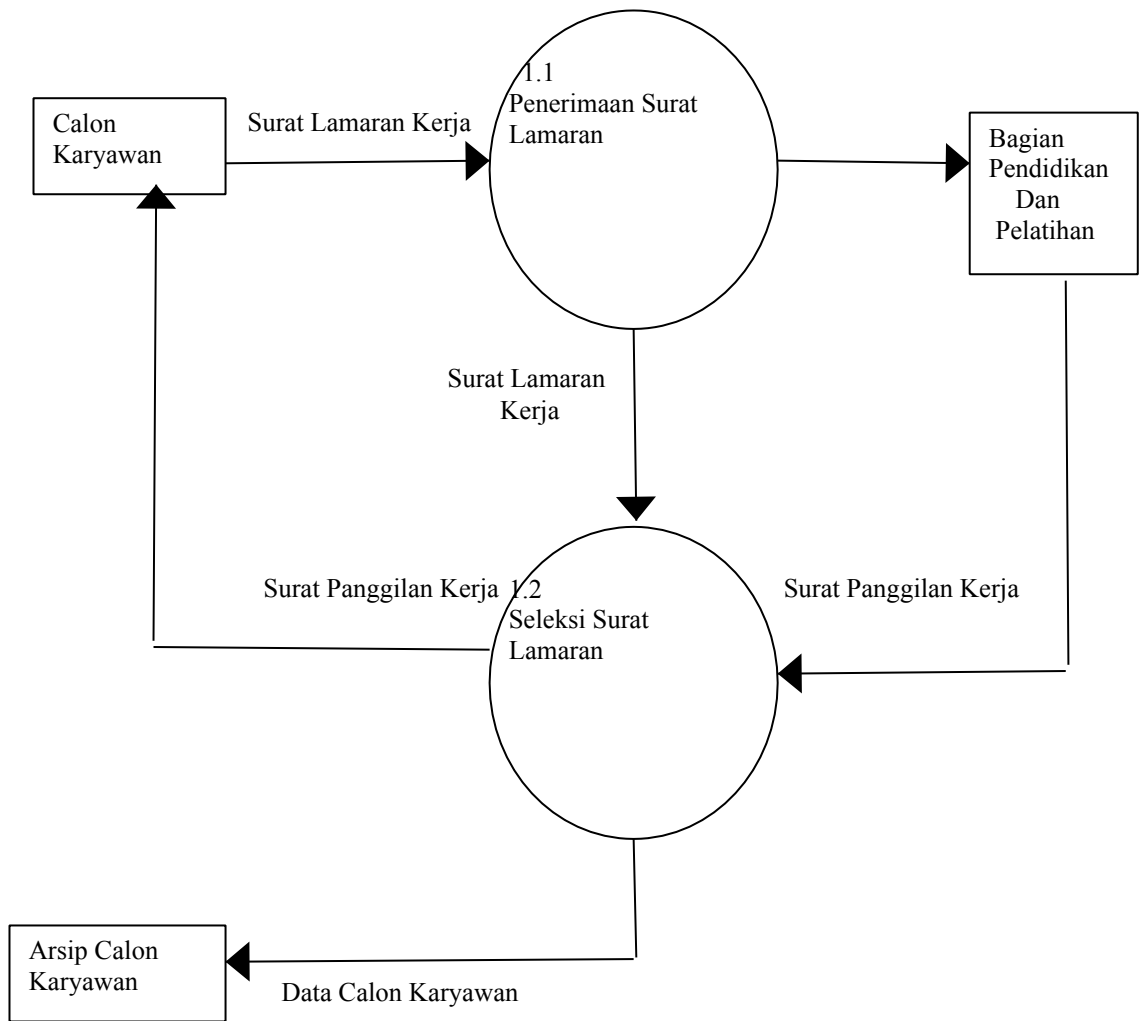 1.1
Penerimaan Surat
Lamaran
Calon
Karyawan
Surat Lamaran Kerja
Bagian
Pendidikan
Dan
Pelatihan
Surat Lamaran
Kerja
Surat Panggilan Kerja
1.2
Seleksi Surat
Lamaran
Surat Panggilan Kerja
Arsip Calon
Karyawan
Data Calon Karyawan